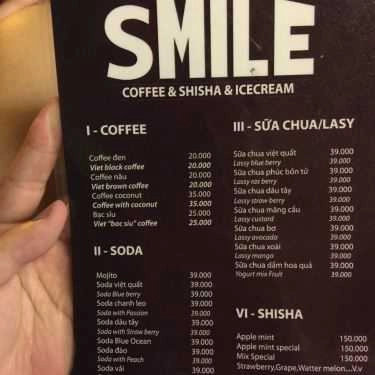 SMILE
COFFEE & SHISHA & ICECREAM
I - COFFEE
Coffee đen 20.000
Viet black coffee 20.000
Coffee nâu 20.000
Viet brown coffee 20.000
Coffee coconut 35.000
Coffee with coconut 35.000
Bạc síu 25.000
Viet "bac siu" coffee 25.000
II - SODA
Mojito 39.000
Soda việt quất 39.000
Soda Blue berry 39.000
Soda chanh leo 39.000
Soda with Passion 39.000
Soda dâu tây 39.000
Soda with Straw berry 39.000
Soda Blue Ocean 39.000
Soda đào 39.000
Soda with Peach 39.000
Soda vải 39.000
III - SỮA CHUA/LASY
Sữa chua việt quất 39.000
Lassy blue berry 39.000
Sữa chua phúc bồn tử 39.000
Lassy ras berry 39.000
Sữa chua dâu tây 39.000
Lassy straw berry 39.000
Sữa chua mãng cầu 39.000
Lassy custard 39.000
Sữa chua bơ 39.000
Lassy avocado 39.000
Sữa chua xoài 39.000
Lassy mango 39.000
Sữa chua dầm hoa quả 39.000
Yogurt mix Fruit 39.000
VI - SHISHA
Apple mint 150.000
Apple mint special 150.000
Mix Special 150.000
Strawberry,Grape,Watter melon...V.v